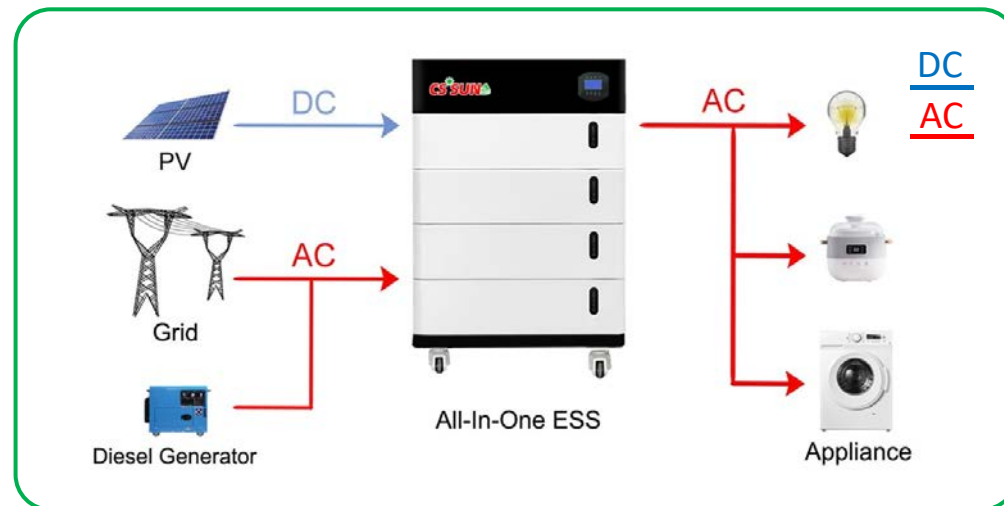 DC
AC
PV
DC
CS SUN
AC
Grid
AC
Diesel Generator
All-In-One ESS
Appliance